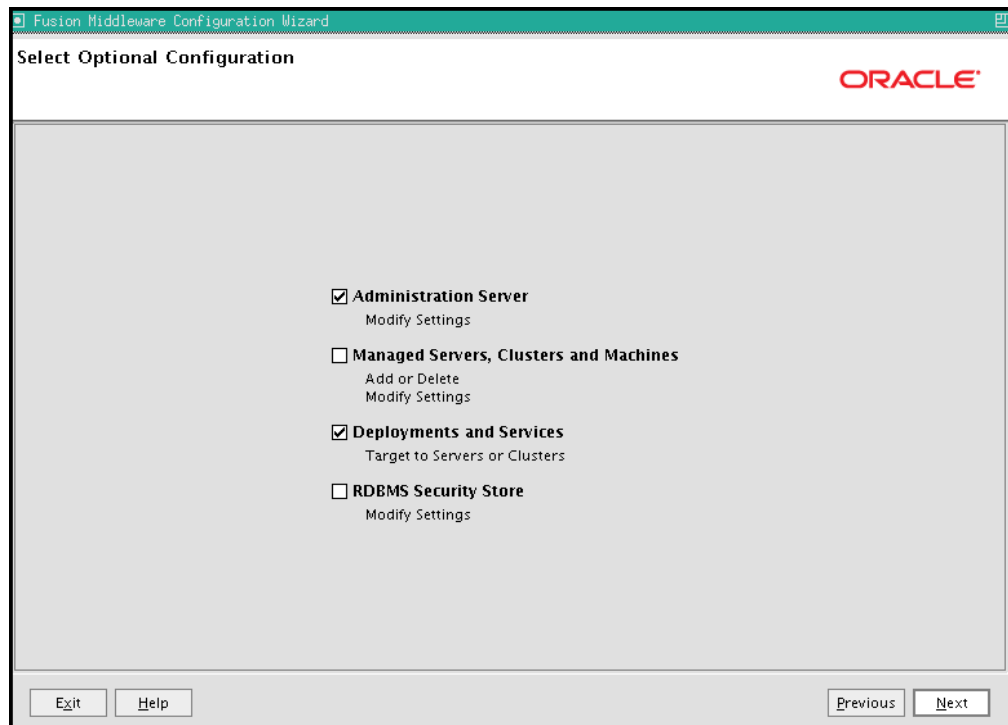 Fusion Middleware Configuration Wizard
Select Optional Configuration
ORACLE
Administration Server
Modify Settings
Managed Servers, Clusters and Machines
Add or Delete
Modify Settings
Deployments and Services
Target to Servers or Clusters
RDBMS Security Store
Modify Settings
Exit Help Previous Next